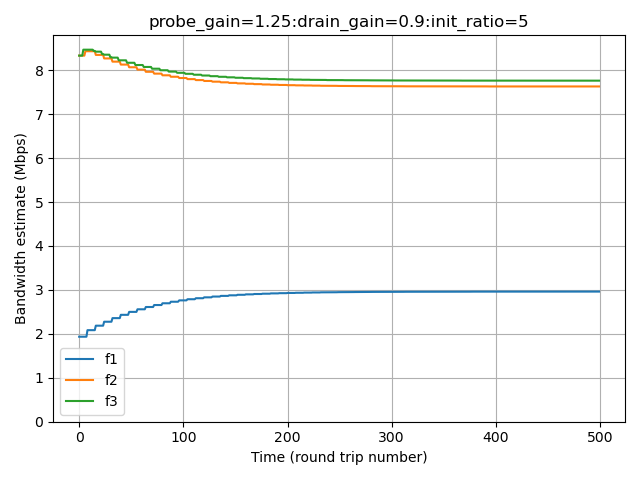 probe_gain=1.25:drain_gain=0.9:init_ratio=5
Bandwidth estimate (Mbps)
8
7
6
5
4
3
2
1
0
f1
f2
f3
0 100 200 300 400 500
Time (round trip number)